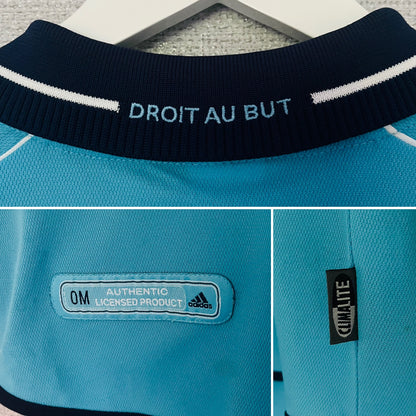 DROIT AU BUT
OM
AUTHENTIC
LICENSED PRODUCT
adidas
CLIMALITE